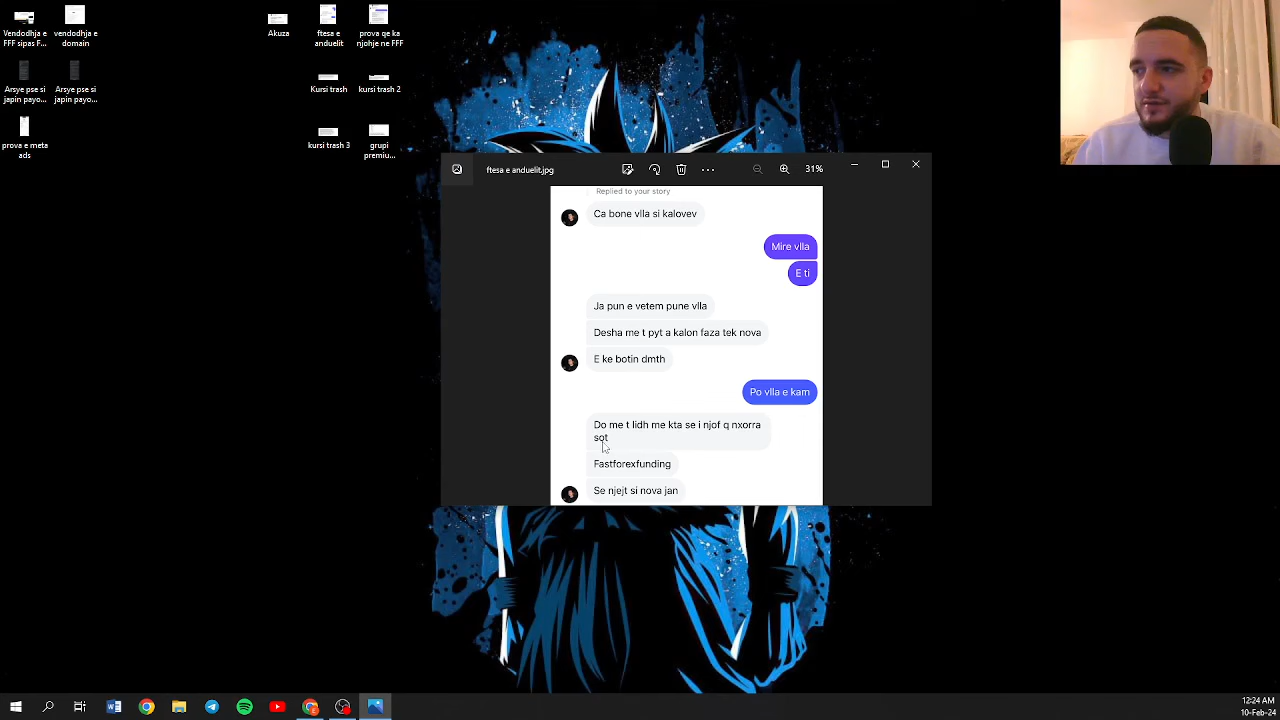 Vendodhja e
FFF sipas F...
vendodhja e
domain
Akuza
ftesa e
anduelit
prova qe ka
njohje ne FFF
Arsye pse si
japin payo...
Arsye pse si
japin payo...
Kursi trash
kursi trash 2
prova e meta
ads
kursi trash 3
grupi
premiu...
ftesa e anduelit.jpg
31%
Replied to your story
Ca bone vlla si kalovev
Mire vlla
E ti
Ja pun e vetem pune vlla
Desha me t pyt a kalon faza tek nova
E ke botin dmth
Po vlla e kam
Do me t lidh me kta se i njof q nxorra
sot
Fastforexfunding
Se njejt si nova jan
12:24 AM
10-Feb-24